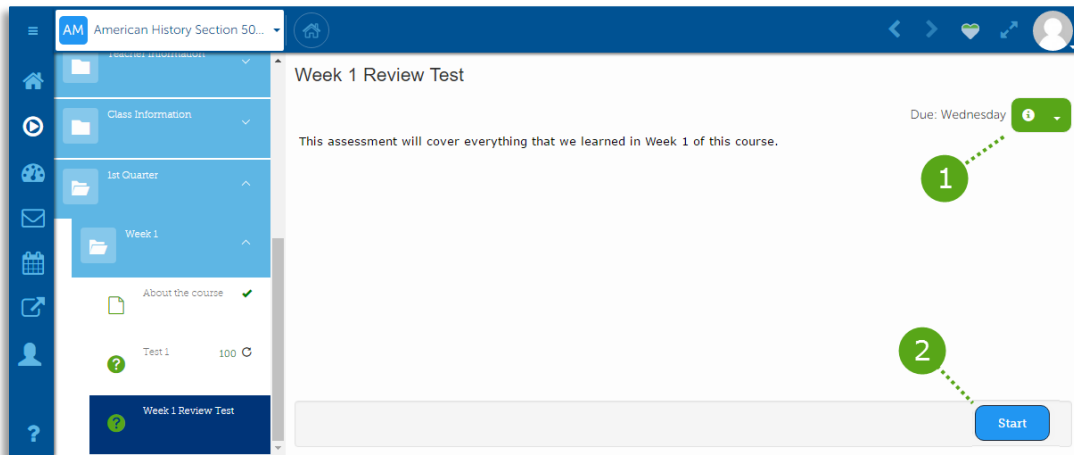 AM American History Section 50...
Teacher Information
Class Information
1st Quarter
Week 1
About the course
Test 1 100
Week 1 Review Test
?
Week 1 Review Test
Due: Wednesday
This assessment will cover everything that we learned in Week 1 of this course.
1
2
Start